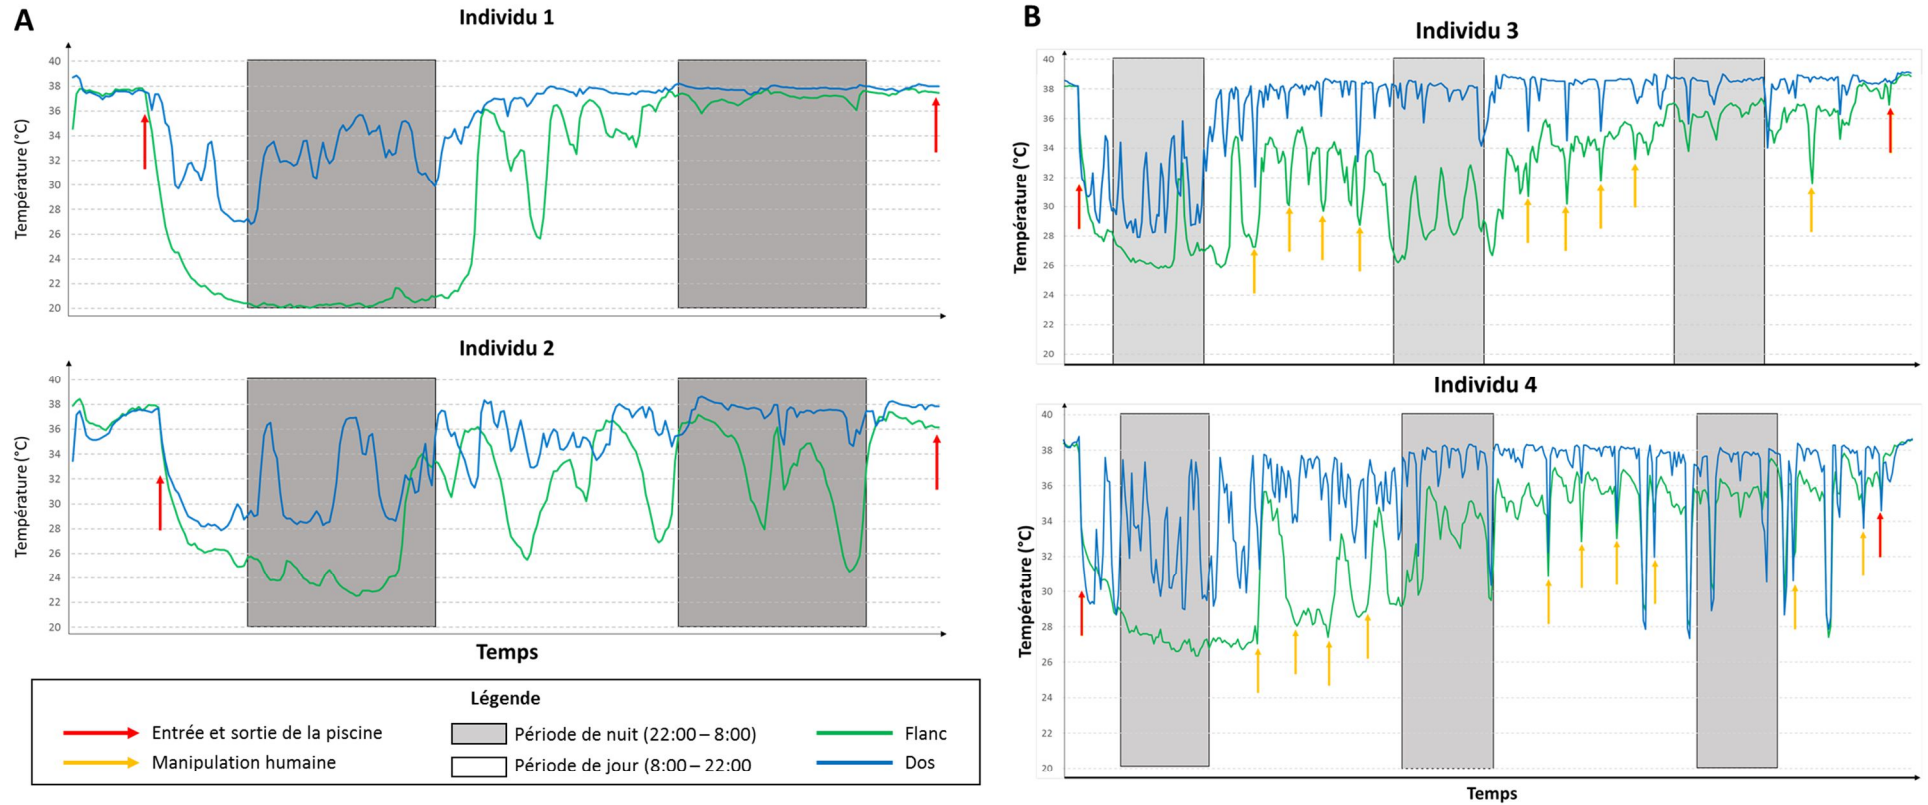 A
Individu 1
Température (°C)
40
38
36
34
32
30
28
26
24
22
20
Individu 2
Température (°C)
40
38
36
34
32
30
28
26
24
22
20
Temps
Légende
Entrée et sortie de la piscine
Période de nuit (22:00 – 8:00)
Flanc
Manipulation humaine
Période de jour (8:00 – 22:00
Dos
B
Individu 3
Température (°C)
40
38
36
34
32
30
28
26
24
22
20
Individu 4
Température (°C)
40
38
36
34
32
30
28
26
24
22
20
Temps